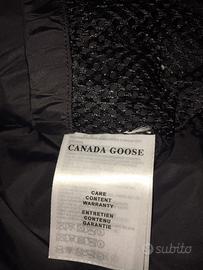 CANADA GOOSE
CARE
CONTENT
WARRANTY
ENTRETIEN
CONTENU
GARANTIE
subito